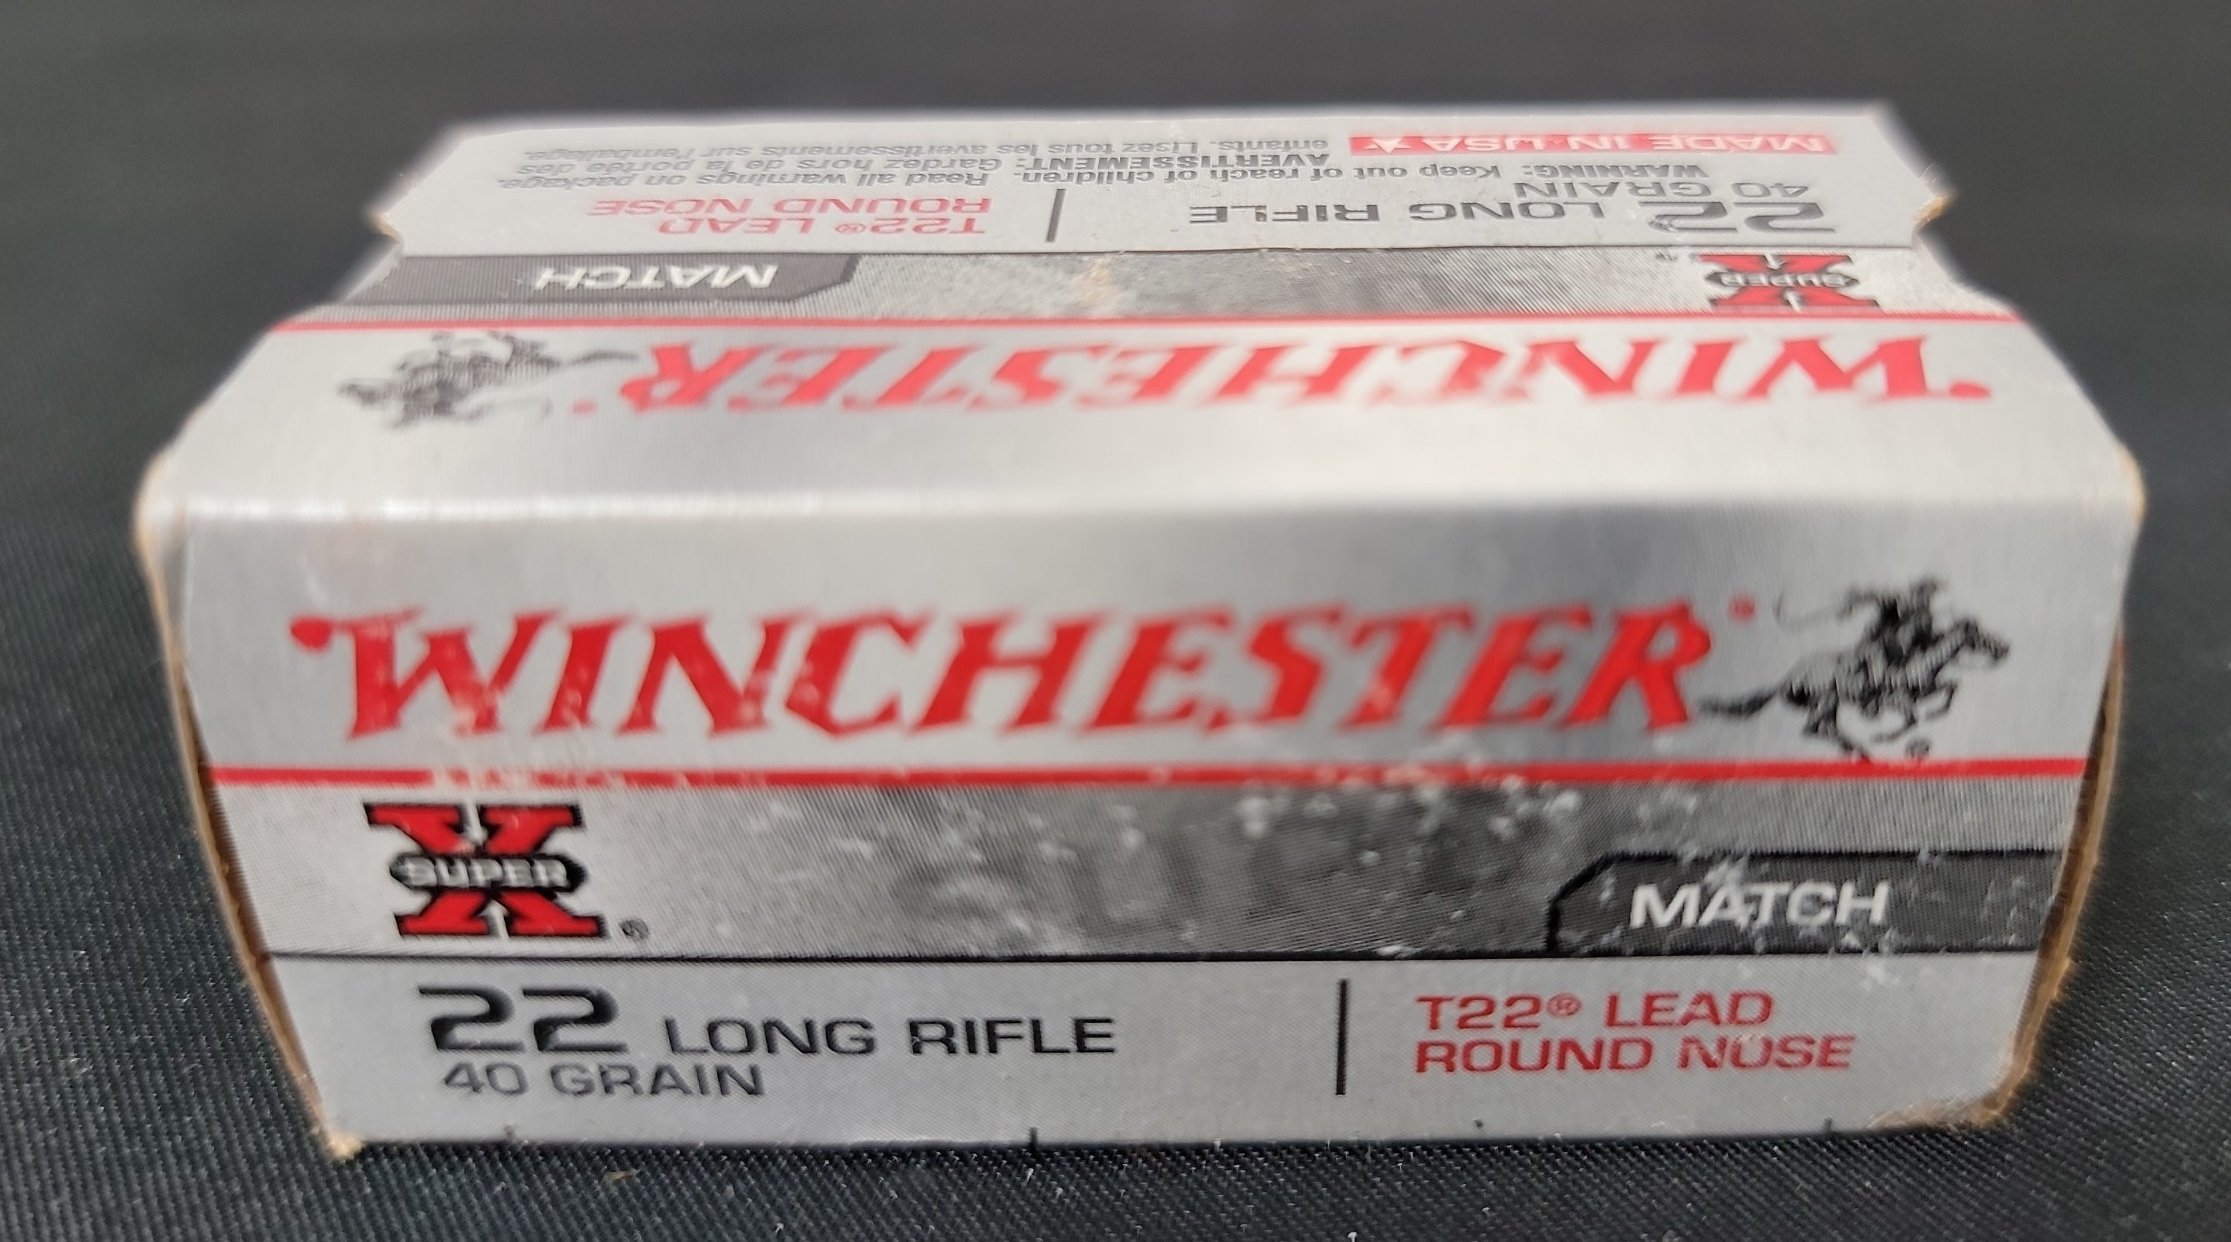 MADE IN USA ★
WARNING: Keep out of reach of children. Read all warnings on package.
AVERTISSEMENT: Gardez hors de la portée des
enfants. Lisez tous les avertissements sur l'emballage.
22 LONG RIFLE
40 GRAIN
T22® LEAD
ROUND NOSE
SUPER X
MATCH
WINCHESTER®
WINCHESTER®
SUPER X®
MATCH
22 LONG RIFLE
40 GRAIN
T22® LEAD
ROUND NOSE